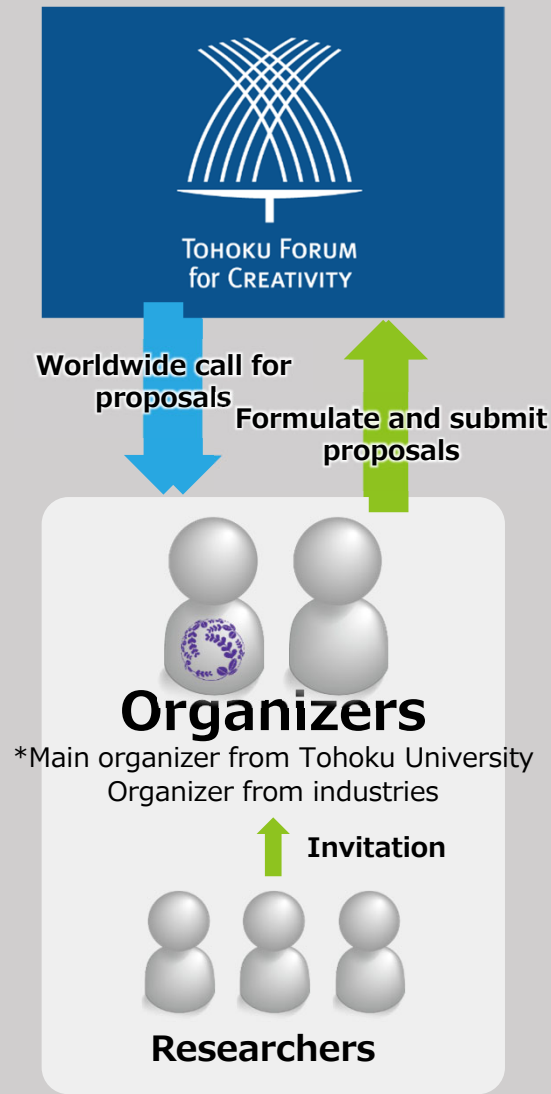 TOHOKU FORUM
for CREATIVITY
Worldwide call for
proposals
Formulate and submit
proposals
Organizers
*Main organizer from Tohoku University
Organizer from industries
Invitation
Researchers